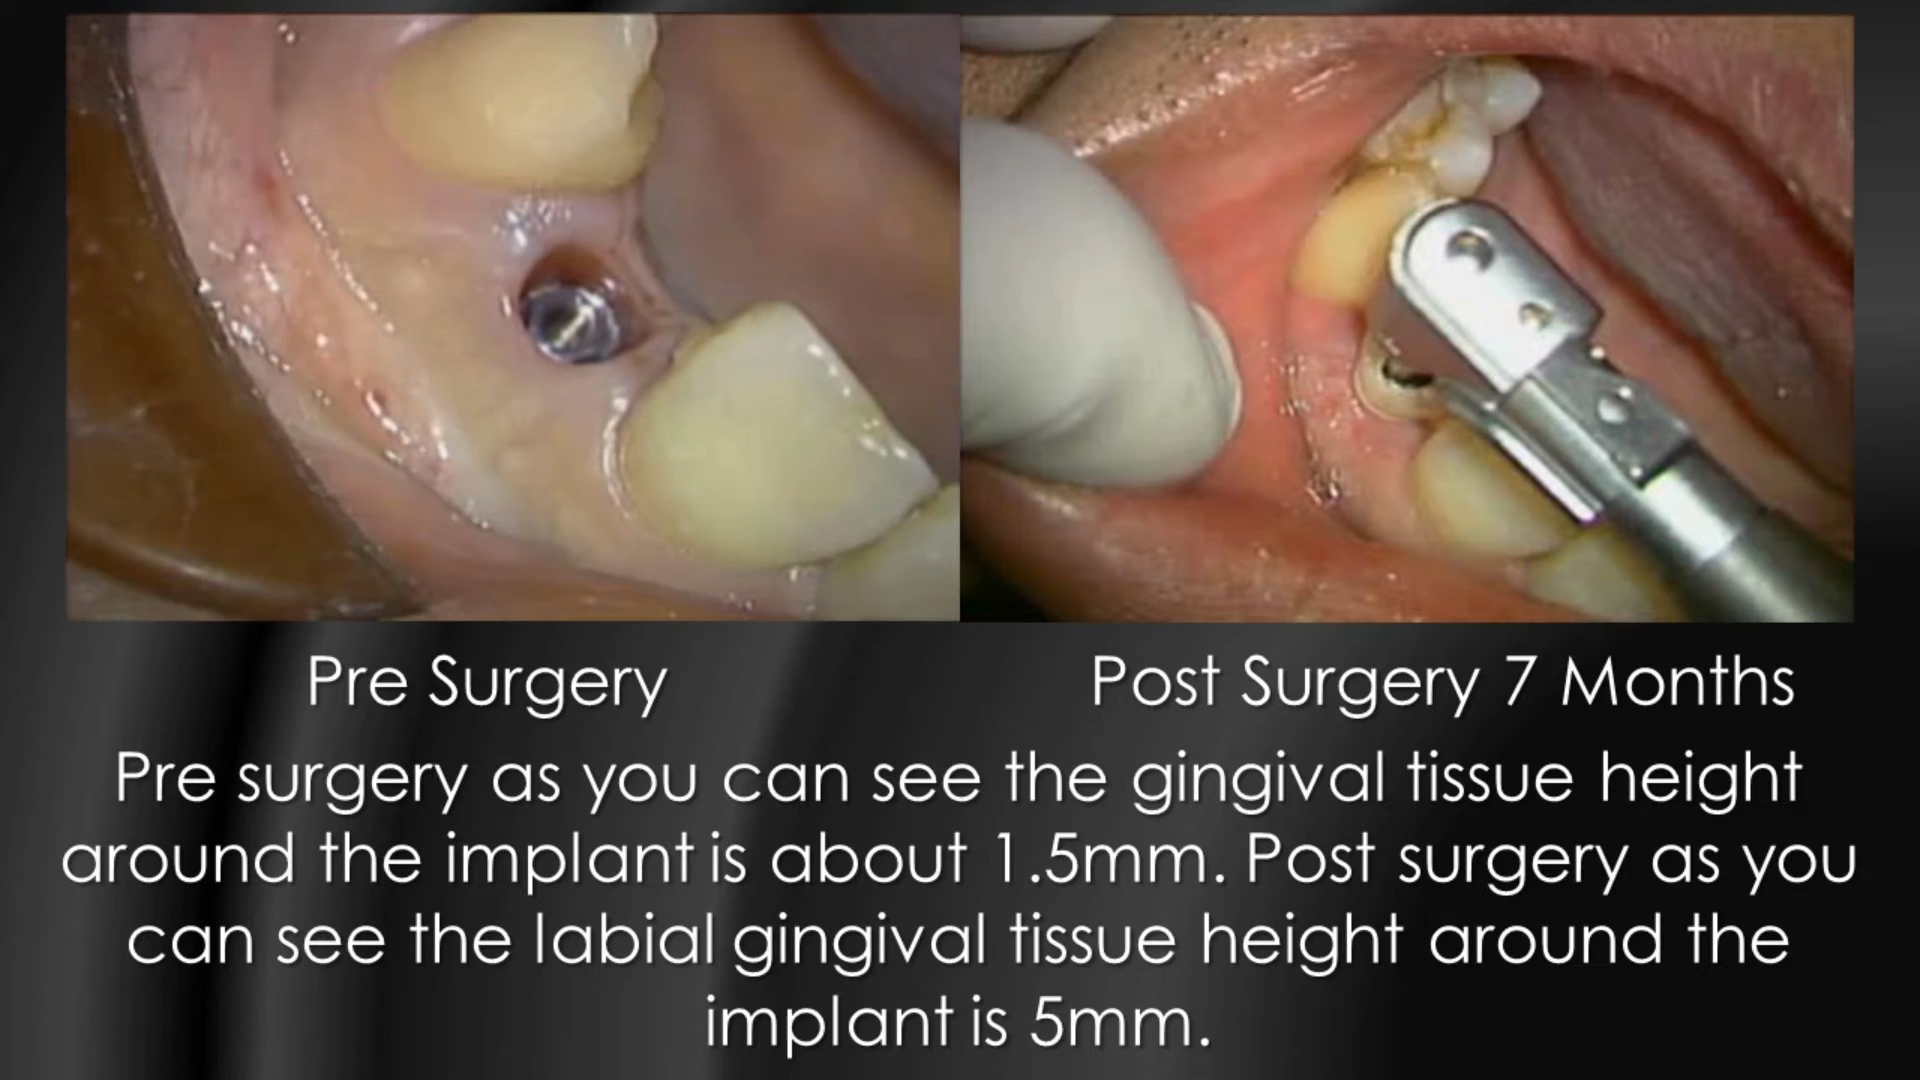 Pre Surgery
Post Surgery 7 Months
Pre surgery as you can see the gingival tissue height
around the implant is about 1.5mm. Post surgery as you
can see the labial gingival tissue height around the
implant is 5mm.